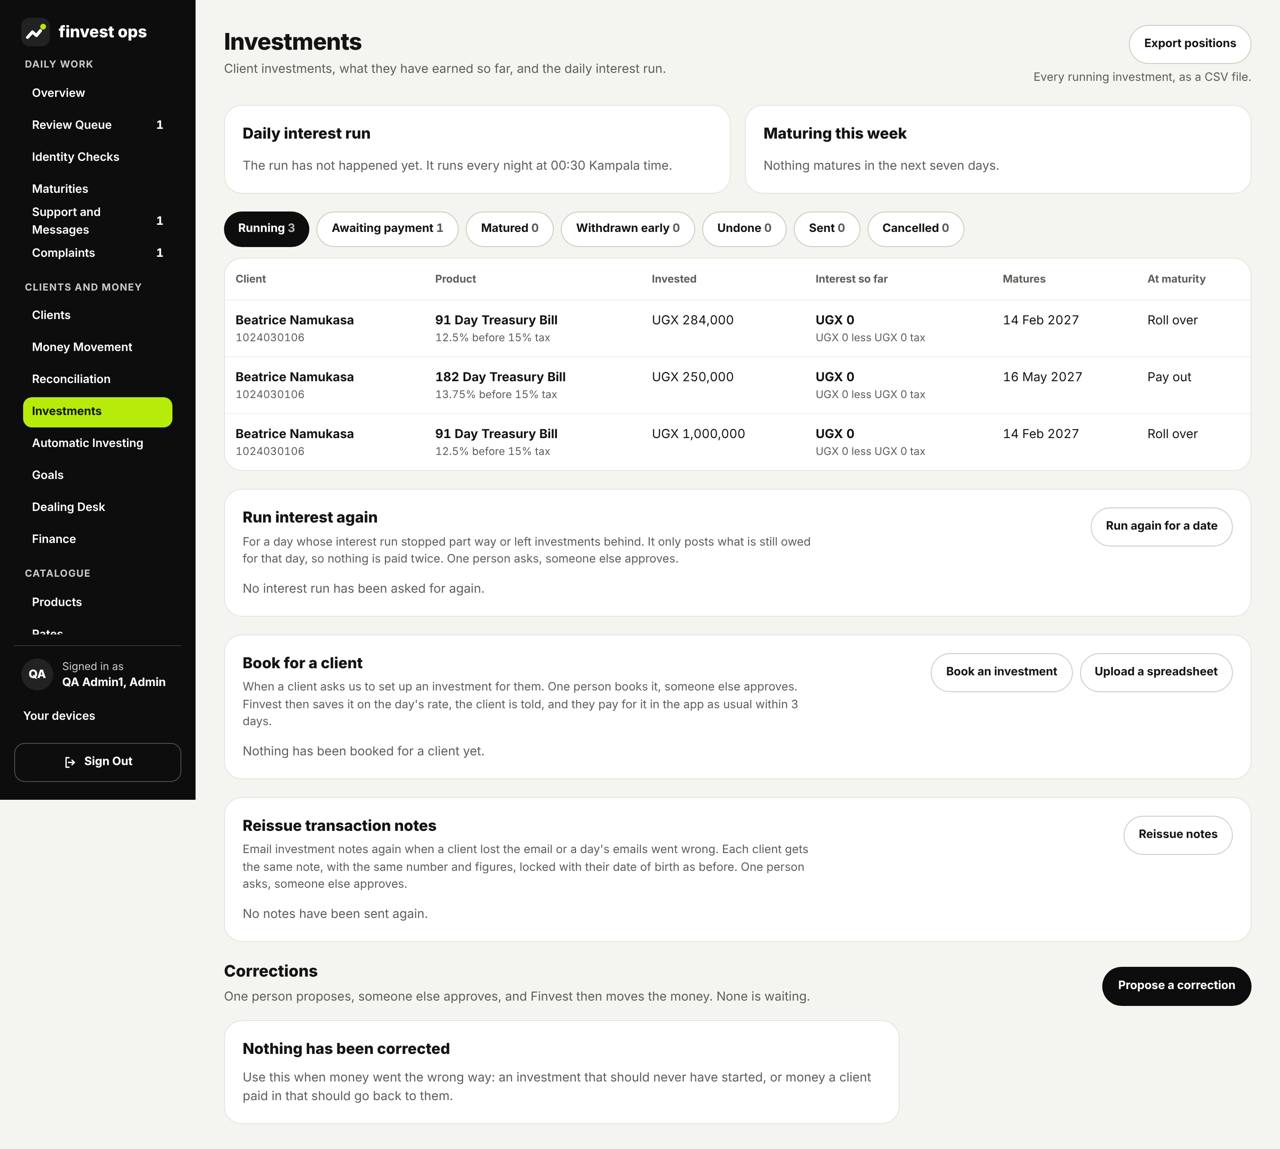 finvest ops
DAILY WORK
Overview
Review Queue 1
Identity Checks
Maturities
Support and
Messages 1
Complaints 1
CLIENTS AND MONEY
Clients
Money Movement
Reconciliation
Investments
Automatic Investing
Goals
Dealing Desk
Finance
CATALOGUE
Products
Rates
QA
Signed in as
QA Admin1, Admin
Your devices
Sign Out
Investments
Client investments, what they have earned so far, and the daily interest run.
Export positions
Every running investment, as a CSV file.
Daily interest run
The run has not happened yet. It runs every night at 00:30 Kampala time.
Maturing this week
Nothing matures in the next seven days.
Running 3 Awaiting payment 1 Matured 0 Withdrawn early 0 Undone 0 Sent 0 Cancelled 0
Client Product Invested Interest so far Matures At maturity
Beatrice Namukasa 91 Day Treasury Bill UGX 284,000 UGX 0 14 Feb 2027 Roll over
1024030106 12.5% before 15% tax UGX 0 less UGX 0 tax
Beatrice Namukasa 182 Day Treasury Bill UGX 250,000 UGX 0 16 May 2027 Pay out
1024030106 13.75% before 15% tax UGX 0 less UGX 0 tax
Beatrice Namukasa 91 Day Treasury Bill UGX 1,000,000 UGX 0 14 Feb 2027 Roll over
1024030106 12.5% before 15% tax UGX 0 less UGX 0 tax
Run interest again
For a day whose interest run stopped part way or left investments behind. It only posts what is still owed
for that day, so nothing is paid twice. One person asks, someone else approves.
No interest run has been asked for again.
Run again for a date
Book for a client
When a client asks us to set up an investment for them. One person books it, someone else approves.
Finvest then saves it on the day's rate, the client is told, and they pay for it in the app as usual within 3
days.
Nothing has been booked for a client yet.
Book an investment Upload a spreadsheet
Reissue transaction notes
Email investment notes again when a client lost the email or a day's emails went wrong. Each client gets
the same note, with the same number and figures, locked with their date of birth as before. One person
asks, someone else approves.
No notes have been sent again.
Reissue notes
Corrections
One person proposes, someone else approves, and Finvest then moves the money. None is waiting.
Propose a correction
Nothing has been corrected
Use this when money went the wrong way: an investment that should never have started, or money a client
paid in that should go back to them.